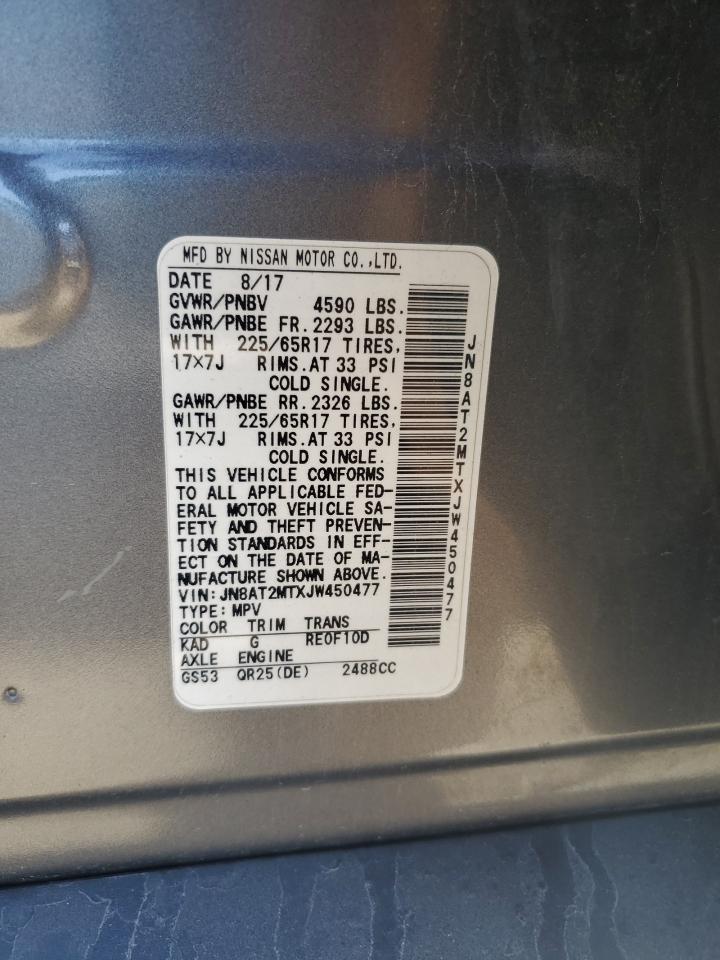 MFD BY NISSAN MOTOR CO.,LTD.
DATE 8/17
GVWR/PNBV 4590 LBS.
GAWR/PNBE FR. 2293 LBS.
WITH 225/65R17 TIRES,
17×7J RIMS. AT 33 PSI
COLD SINGLE.
GAWR/PNBE RR. 2326 LBS.
WITH 225/65R17 TIRES,
17×7J RIMS. AT 33 PSI
COLD SINGLE.
THIS VEHICLE CONFORMS
TO ALL APPLICABLE FED-
ERAL MOTOR VEHICLE SA-
FETY AND THEFT PREVEN-
TION STANDARDS IN EFF-
ECT ON THE DATE OF MA-
NUFACTURE SHOWN ABOVE.
VIN:JN8AT2MTXJW450477
TYPE:MPV
COLOR TRIM TRANS
KAD G RE0F10D
AXLE ENGINE
GS53 QR25(DE) 2488CC
JN8AT2MTXJW450477